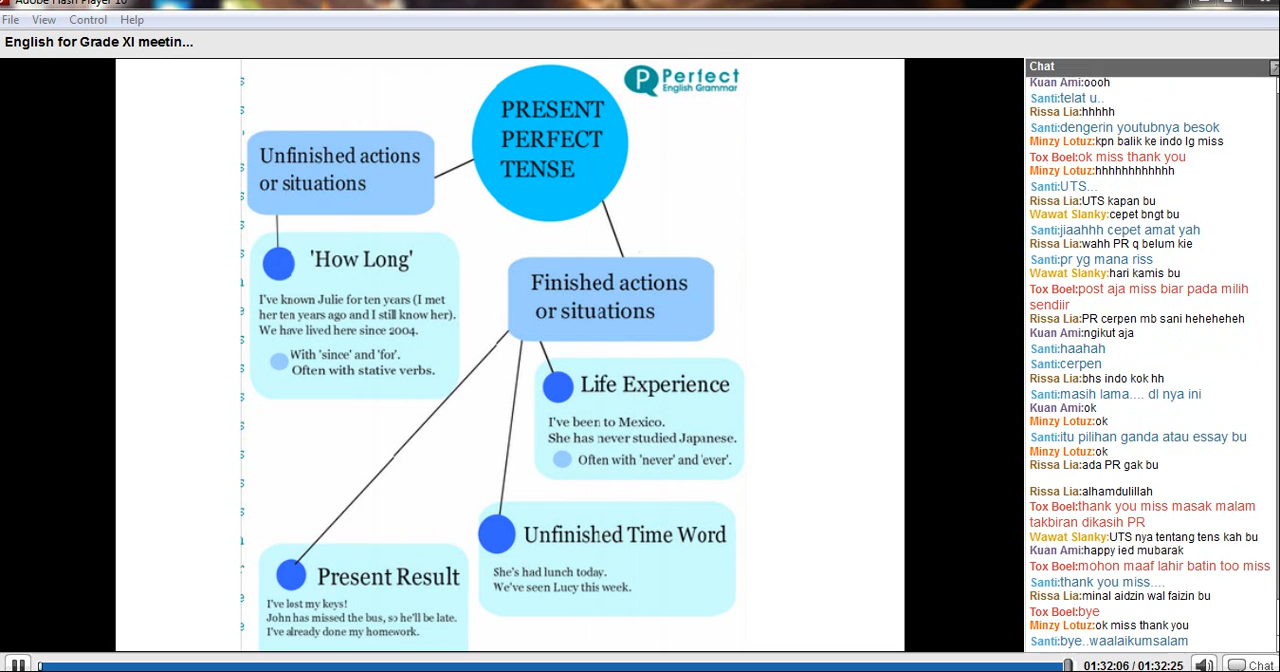 Adobe Flash Player 10
File View Control Help
English for Grade XI meetin...
Perfect
English Grammar
PRESENT
PERFECT
TENSE
Unfinished actions
or situations
'How Long'
I've known Julie for ten years (I met
her ten years ago and I still know her).
We have lived here since 2004.
With 'since' and 'for'.
Often with stative verbs.
Finished actions
or situations
Life Experience
I've been to Mexico.
She has never studied Japanese.
Often with 'never' and 'ever'.
Unfinished Time Word
She's had lunch today.
We've seen Lucy this week.
Present Result
I've lost my keys!
John has missed the bus, so he'll be late.
I've already done my homework.
Chat
Kuan Ami:oooh
Santi:telat u..
Rissa Lia:hhhhh
Santi:dengerin youtubnya besok
Minzy Lotuz:kpn balik ke indo lg miss
Tox Boel:ok miss thank you
Minzy Lotuz:hhhhhhhhhhhh
Santi:UTS...
Rissa Lia:UTS kapan bu
Wawat Slanky:cepet bngt bu
Santi:jiaahhh cepet amat yah
Rissa Lia:wahh PR q belum kie
Santi:pr yg mana riss
Wawat Slanky:hari kamis bu
Tox Boel:post aja miss biar pada milih
sendiir
Rissa Lia:PR cerpen mb sani heheheheh
Kuan Ami:ngikut aja
Santi:haahah
Santi:cerpen
Rissa Lia:bhs indo kok hh
Santi:masih lama.... dl nya ini
Kuan Ami:ok
Minzy Lotuz:ok
Santi:itu pilihan ganda atau essay bu
Minzy Lotuz:ok
Rissa Lia:ada PR gak bu
Rissa Lia:alhamdulillah
Tox Boel:thank you miss masak malam
takbiran dikasih PR
Wawat Slanky:UTS nya tentang tens kah bu
Kuan Ami:happy ied mubarak
Tox Boel:mohon maaf lahir batin too miss
Santi:thank you miss....
Rissa Lia:minal aidzin wal faizin bu
Tox Boel:bye
Minzy Lotuz:ok miss thank you
Santi:bye..waalaikumsalam
01:32:06 / 01:32:25
Chat